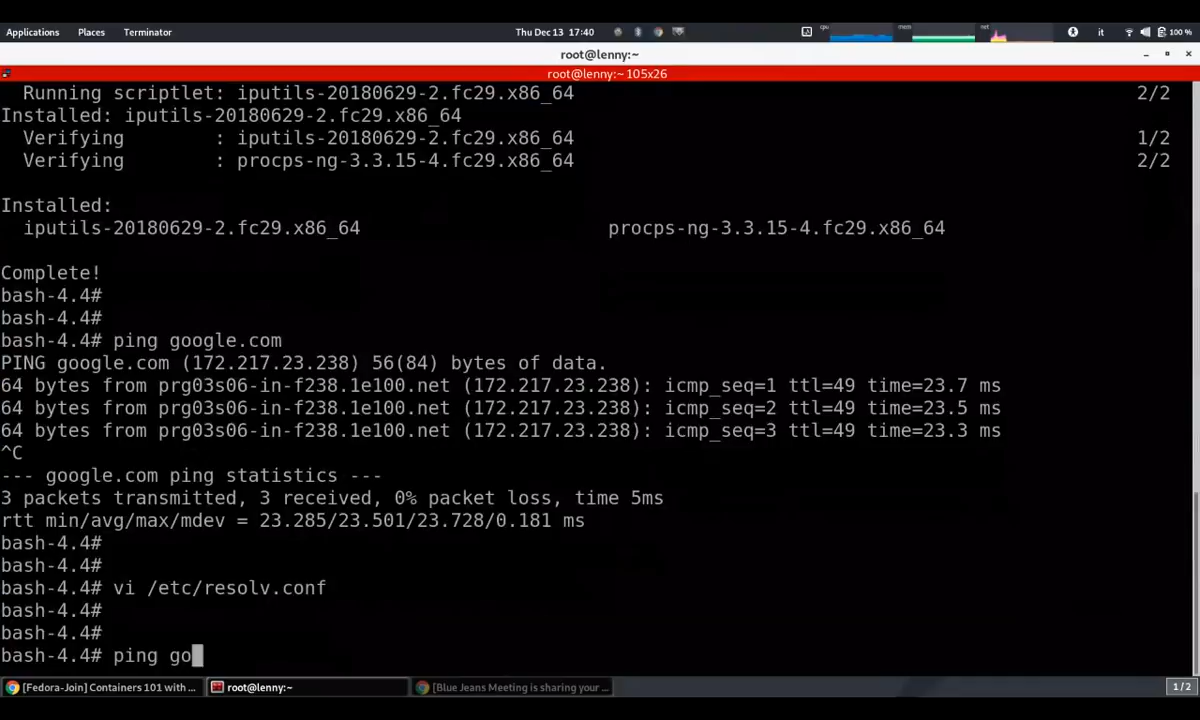 Applications Places Terminator Thu Dec 13 17:40 cpu mem net it 100 %
root@lenny:~
root@lenny:~ 105x26
Running scriptlet: iputils-20180629-2.fc29.x86_64 2/2
Installed: iputils-20180629-2.fc29.x86_64
Verifying : iputils-20180629-2.fc29.x86_64 1/2
Verifying : procps-ng-3.3.15-4.fc29.x86_64 2/2
Installed:
iputils-20180629-2.fc29.x86_64 procps-ng-3.3.15-4.fc29.x86_64
Complete!
bash-4.4#
bash-4.4#
bash-4.4# ping google.com
PING google.com (172.217.23.238) 56(84) bytes of data.
64 bytes from prg03s06-in-f238.1e100.net (172.217.23.238): icmp_seq=1 ttl=49 time=23.7 ms
64 bytes from prg03s06-in-f238.1e100.net (172.217.23.238): icmp_seq=2 ttl=49 time=23.5 ms
64 bytes from prg03s06-in-f238.1e100.net (172.217.23.238): icmp_seq=3 ttl=49 time=23.3 ms
^C
--- google.com ping statistics ---
3 packets transmitted, 3 received, 0% packet loss, time 5ms
rtt min/avg/max/mdev = 23.285/23.501/23.728/0.181 ms
bash-4.4#
bash-4.4#
bash-4.4# vi /etc/resolv.conf
bash-4.4#
bash-4.4#
bash-4.4# ping go
[Fedora-Join] Containers 101 with ... root@lenny:~ [Blue Jeans Meeting is sharing your ... 1/2